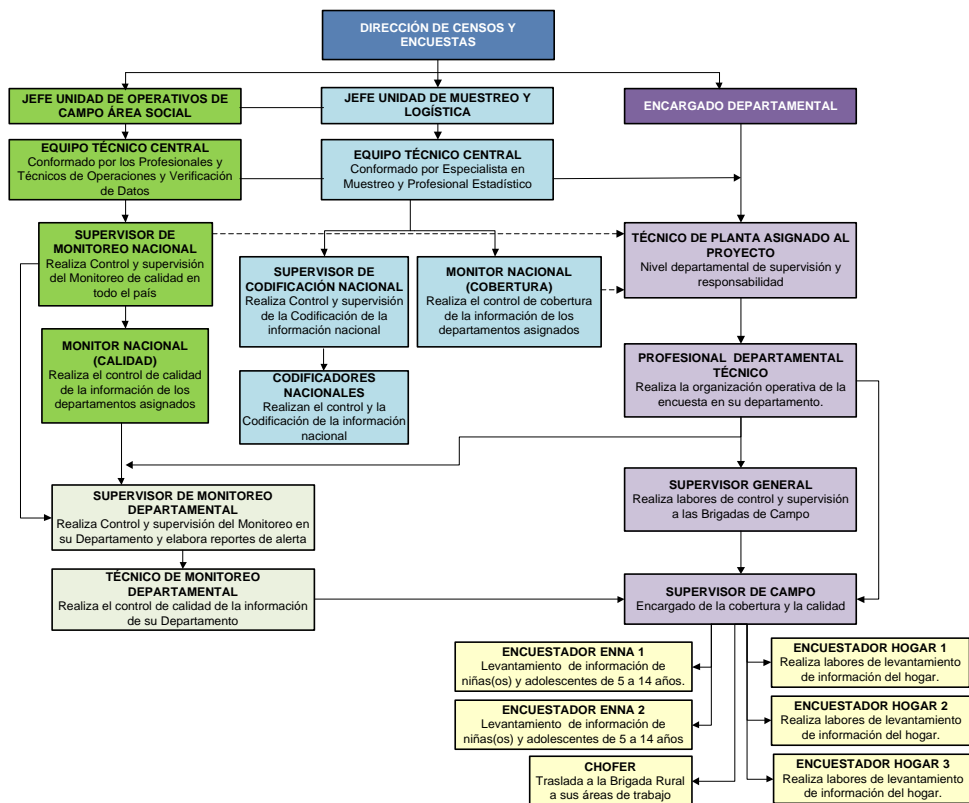 DIRECCIÓN DE CENSOS Y
ENCUESTAS
JEFE UNIDAD DE OPERATIVOS DE
CAMPO ÁREA SOCIAL
JEFE UNIDAD DE MUESTREO Y
LOGÍSTICA
ENCARGADO DEPARTAMENTAL
EQUIPO TÉCNICO CENTRAL
Conformado por los Profesionales y
Técnicos de Operaciones y Verificación
de Datos
EQUIPO TÉCNICO CENTRAL
Conformado por Especialista en
Muestreo y Profesional Estadístico
SUPERVISOR DE
MONITOREO NACIONAL
Realiza Control y supervisión
del Monitoreo de calidad en
todo el país
SUPERVISOR DE
CODIFICACIÓN NACIONAL
Realiza Control y supervisión
de la Codificación de la
información nacional
MONITOR NACIONAL
(COBERTURA)
Realiza el control de cobertura
de la información de los
departamentos asignados
TÉCNICO DE PLANTA ASIGNADO AL
PROYECTO
Nivel departamental de supervisión y
responsabilidad
MONITOR NACIONAL
(CALIDAD)
Realiza el control de calidad
de la información de los
departamentos asignados
CODIFICADORES
NACIONALES
Realizan el control y la
Codificación de la información
nacional
PROFESIONAL DEPARTAMENTAL
TÉCNICO
Realiza la organización operativa de la
encuesta en su departamento.
SUPERVISOR DE MONITOREO
DEPARTAMENTAL
Realiza Control y supervisión del Monitoreo en
su Departamento y elabora reportes de alerta
SUPERVISOR GENERAL
Realiza labores de control y supervisión
a las Brigadas de Campo
TÉCNICO DE MONITOREO
DEPARTAMENTAL
Realiza el control de calidad de la información
de su Departamento
SUPERVISOR DE CAMPO
Encargado de la cobertura y la calidad
ENCUESTADOR ENNA 1
Levantamiento de información de
niñas(os) y adolescentes de 5 a 14 años.
ENCUESTADOR HOGAR 1
Realiza labores de levantamiento
de información del hogar.
ENCUESTADOR ENNA 2
Levantamiento de información de
niñas(os) y adolescentes de 5 a 14 años
ENCUESTADOR HOGAR 2
Realiza labores de levantamiento
de información del hogar.
CHOFER
Traslada a la Brigada Rural
a sus áreas de trabajo
ENCUESTADOR HOGAR 3
Realiza labores de levantamiento
de información del hogar.